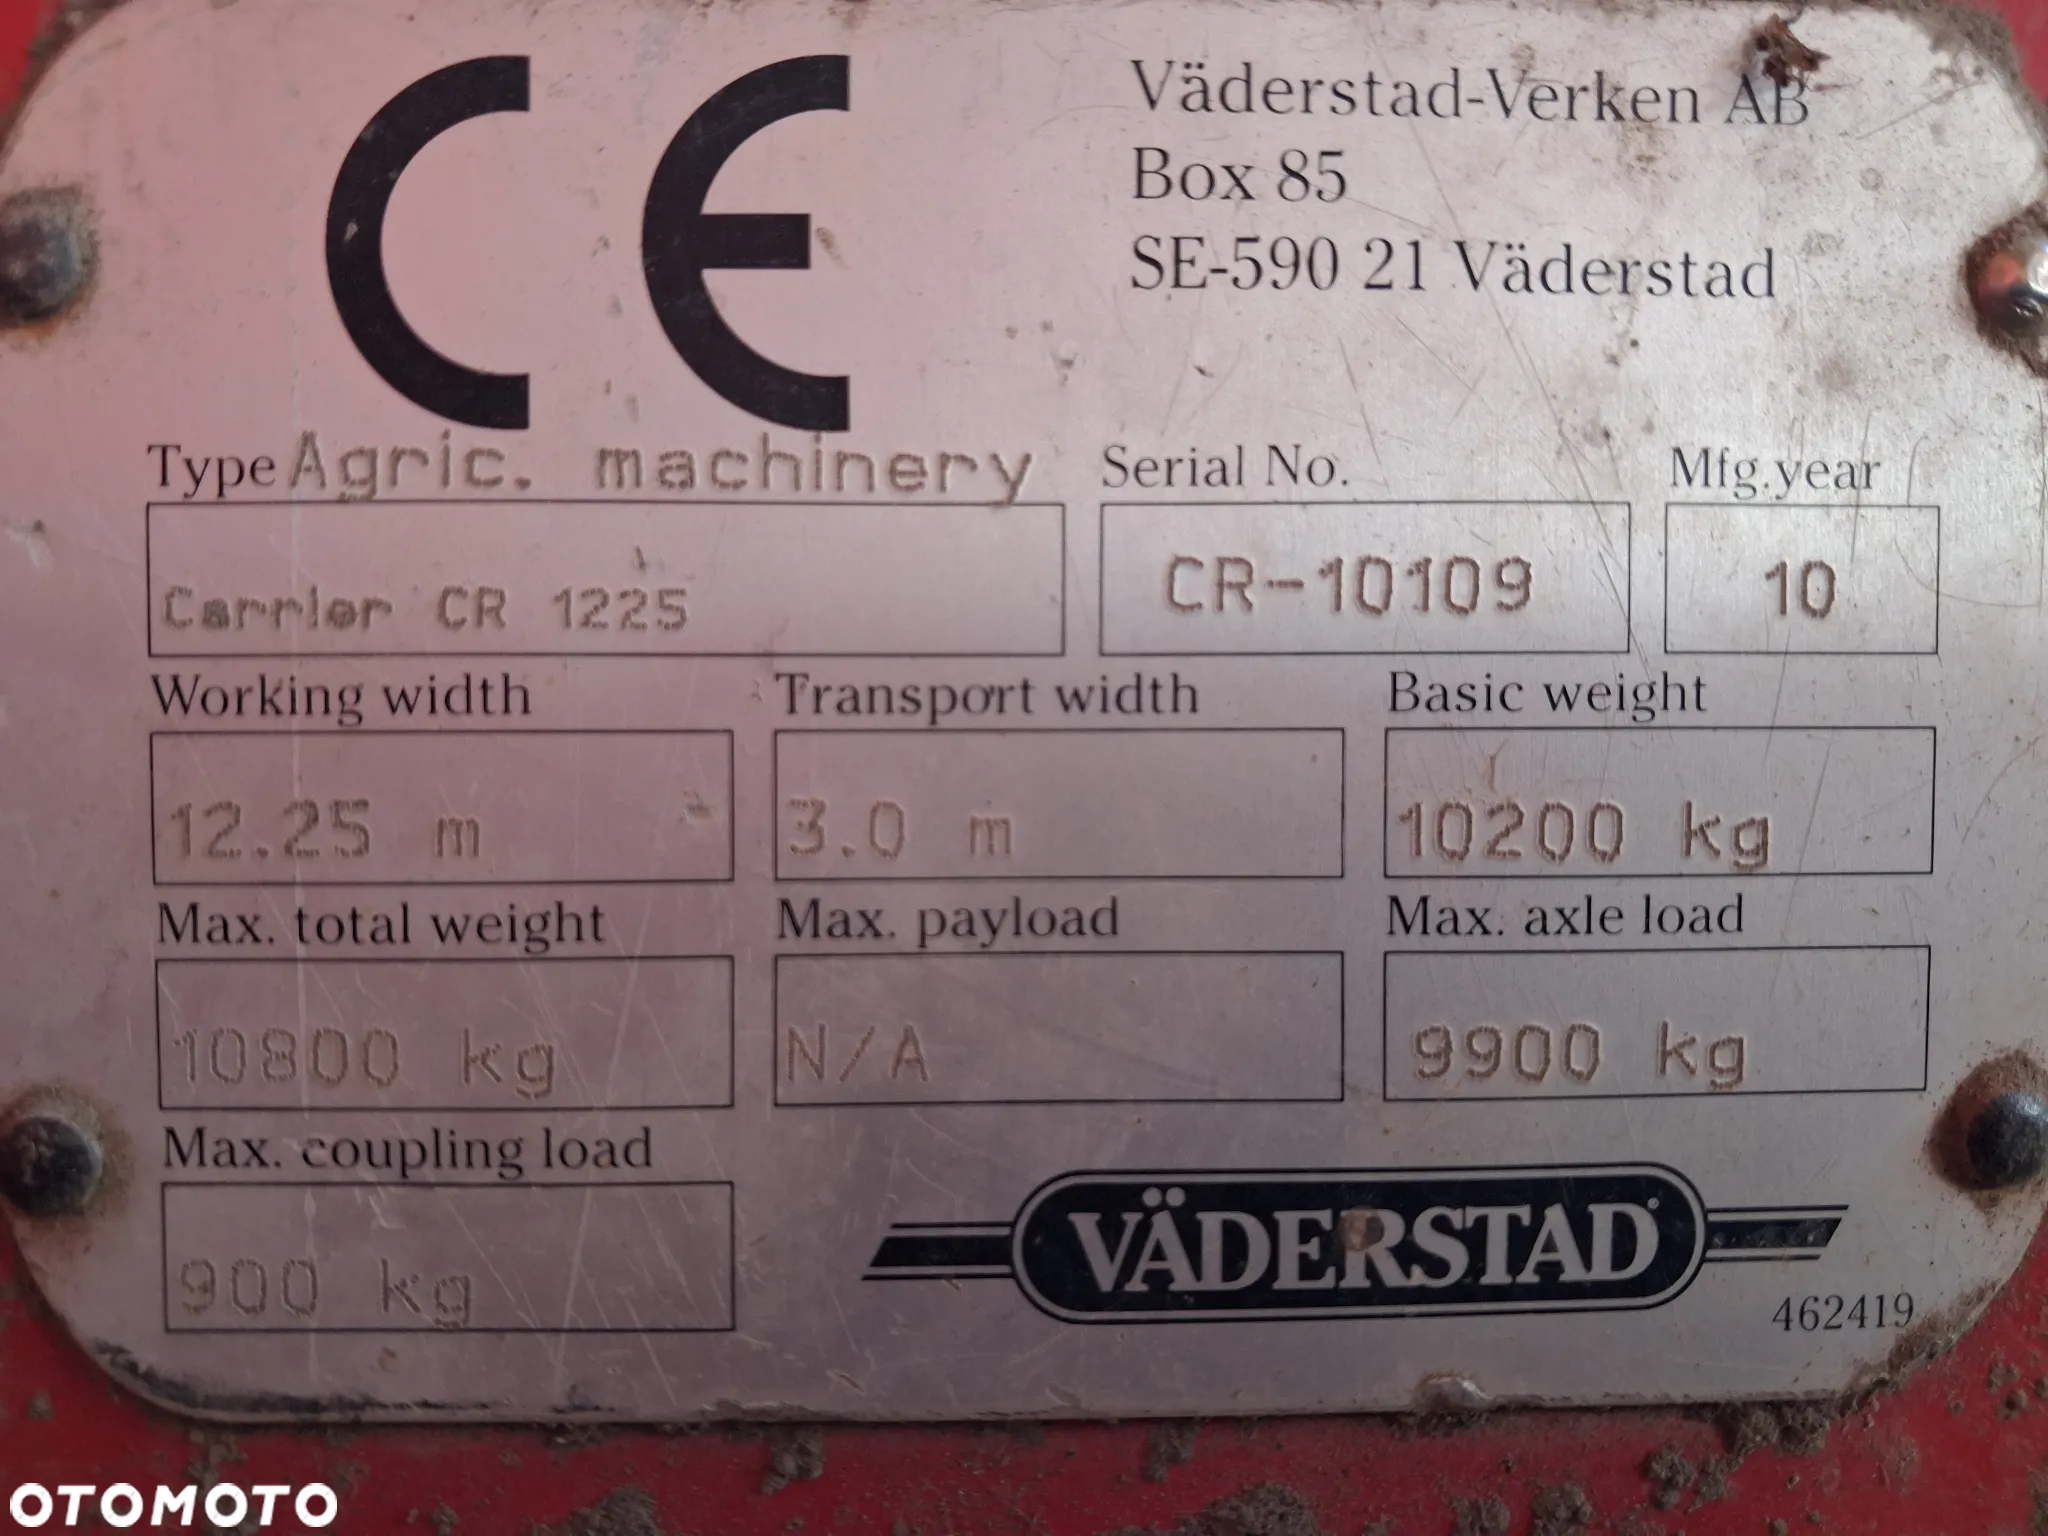 CE
Väderstad-Verken AB
Box 85
SE-590 21 Väderstad
Type Agric. machinery
Carrier CR 1225
Serial No.
CR-10109
Mfg.year
10
Working width
12.25 m
Transport width
3.0 m
Basic weight
10200 kg
Max. total weight
10800 kg
Max. payload
N/A
Max. axle load
9900 kg
Max. coupling load
900 kg
VÄDERSTAD
462419
OTOMOTO